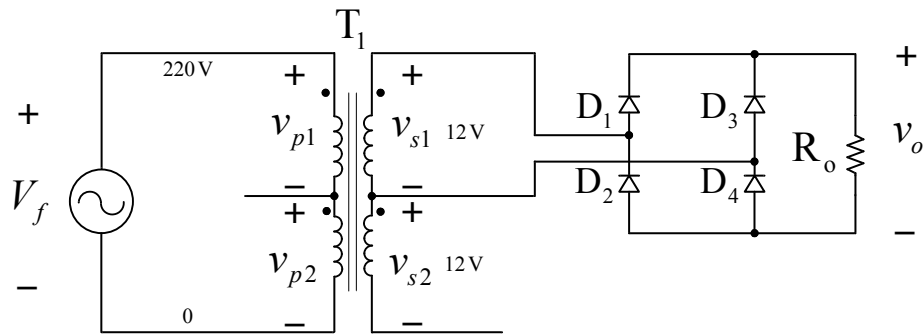 T1
220 V
+
+
+
D1
D3
+
Vf
vp1
vs1
12 V
Ro
vo
−
−
D2
D4
+
+
−
−
vp2
vs2
12 V
0
−
−